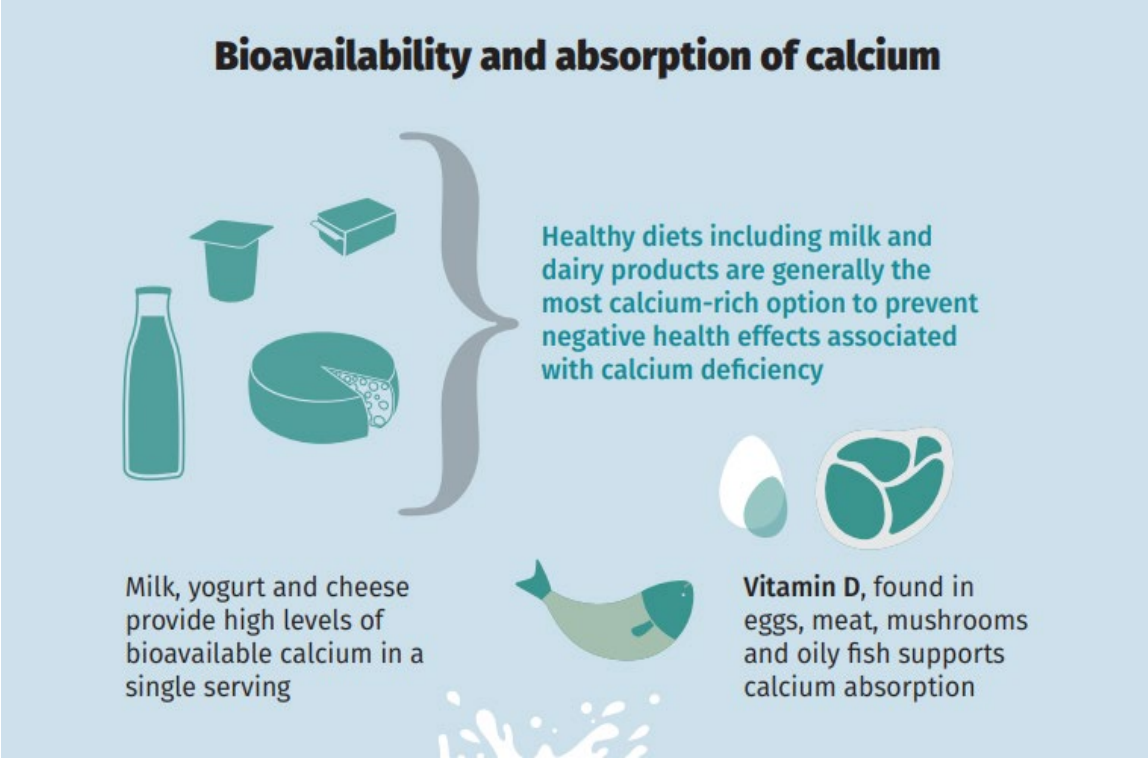 Bioavailability and absorption of calcium
Healthy diets including milk and
dairy products are generally the
most calcium-rich option to prevent
negative health effects associated
with calcium deficiency
Milk, yogurt and cheese
provide high levels of
bioavailable calcium in a
single serving
Vitamin D, found in
eggs, meat, mushrooms
and oily fish supports
calcium absorption